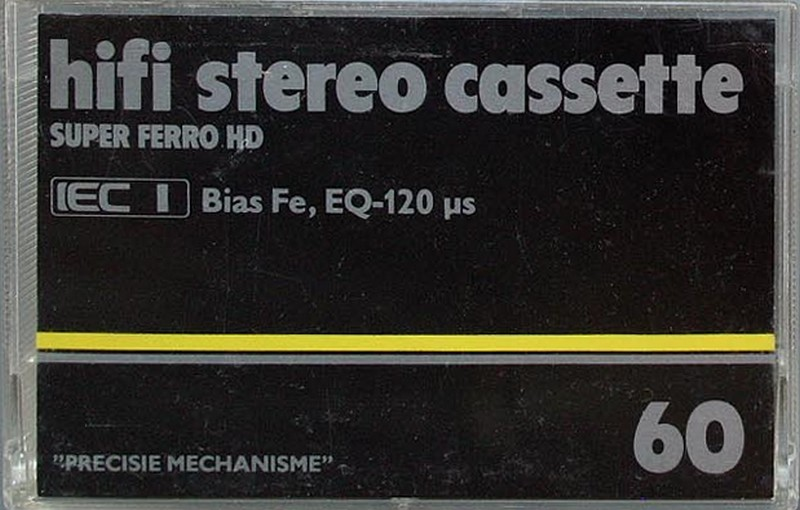 hifi stereo cassette
SUPER FERRO HD
IEC I Bias Fe, EQ-120 µs
60
”PRECISIE MECHANISME”